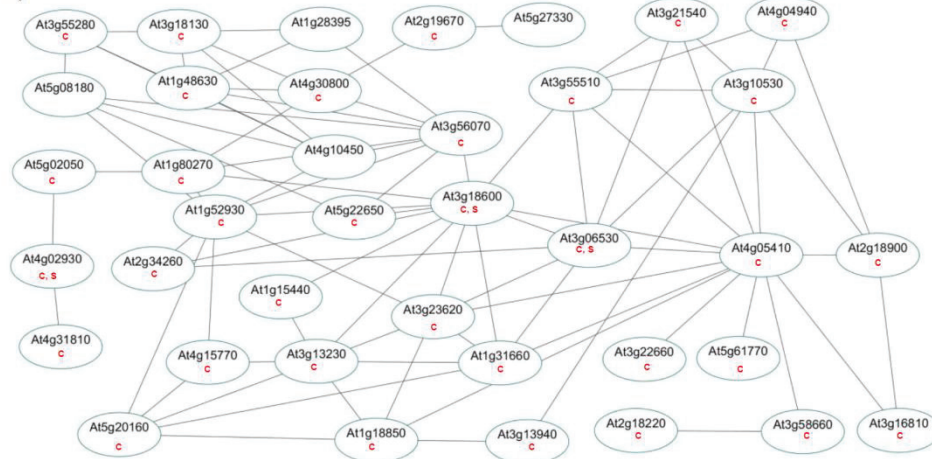 At3g55280
C
At3g18130
C
At1g28395
At2g19670
C
At5g27330
At3g21540
C
At4g04940
C
At5g08180
At1g48630
C
At4g30800
C
At3g55510
C
At3g10530
C
At3g56070
C
At4g10450
At5g02050
C
At1g80270
C
At3g18600
C, S
At1g52930
C
At5g22650
C
At3g06530
C, S
At4g05410
C
At2g18900
C
At4g02930
C, S
At2g34260
C
At1g15440
C
At3g23620
C
At4g31810
C
At4g15770
C
At3g13230
C
At1g31660
C
At3g22660
C
At5g61770
C
At5g20160
C
At1g18850
C
At3g13940
C
At2g18220
C
At3g58660
C
At3g16810
C